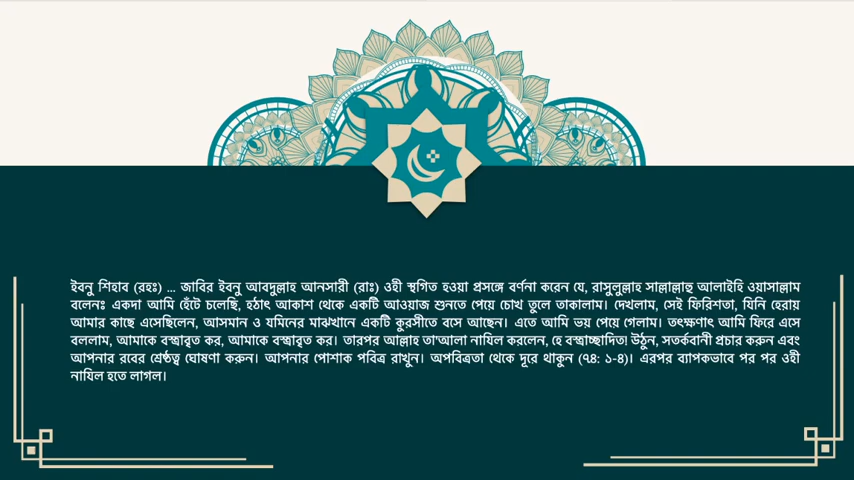 ইবনু শিহাব (রহঃ) ... জাবির ইবনু আবদুল্লাহ আনসারী (রাঃ) ওহী স্থগিত হওয়া প্রসঙ্গে বর্ণনা করেন যে, রাসুলুল্লাহ সাল্লাল্লাহু আলাইহি ওয়াসাল্লাম
বলেনঃ একদা আমি হেঁটে চলেছি, হঠাৎ আকাশ থেকে একটি আওয়াজ শুনতে পেয়ে চোখ তুলে তাকালাম। দেখলাম, সেই ফিরিশতা, যিনি হেরায়
আমার কাছে এসেছিলেন, আসমান ও যমিনের মাঝখানে একটি কুরসীতে বসে আছেন। এতে আমি ভয় পেয়ে গেলাম। তৎক্ষণাৎ আমি ফিরে এসে
বললাম, আমাকে বস্ত্রাবৃত কর, আমাকে বস্ত্রাবৃত কর। তারপর আল্লাহ তা'আলা নাযিল করলেন, হে বস্ত্রাচ্ছাদিত! উঠুন, সতর্কবানী প্রচার করুন এবং
আপনার রবের শ্রেষ্ঠত্ব ঘোষণা করুন। আপনার পোশাক পবিত্র রাখুন। অপবিত্রতা থেকে দূরে থাকুন (৭৪: ১-৪)। এরপর ব্যাপকভাবে পর পর ওহী
নাযিল হতে লাগল।